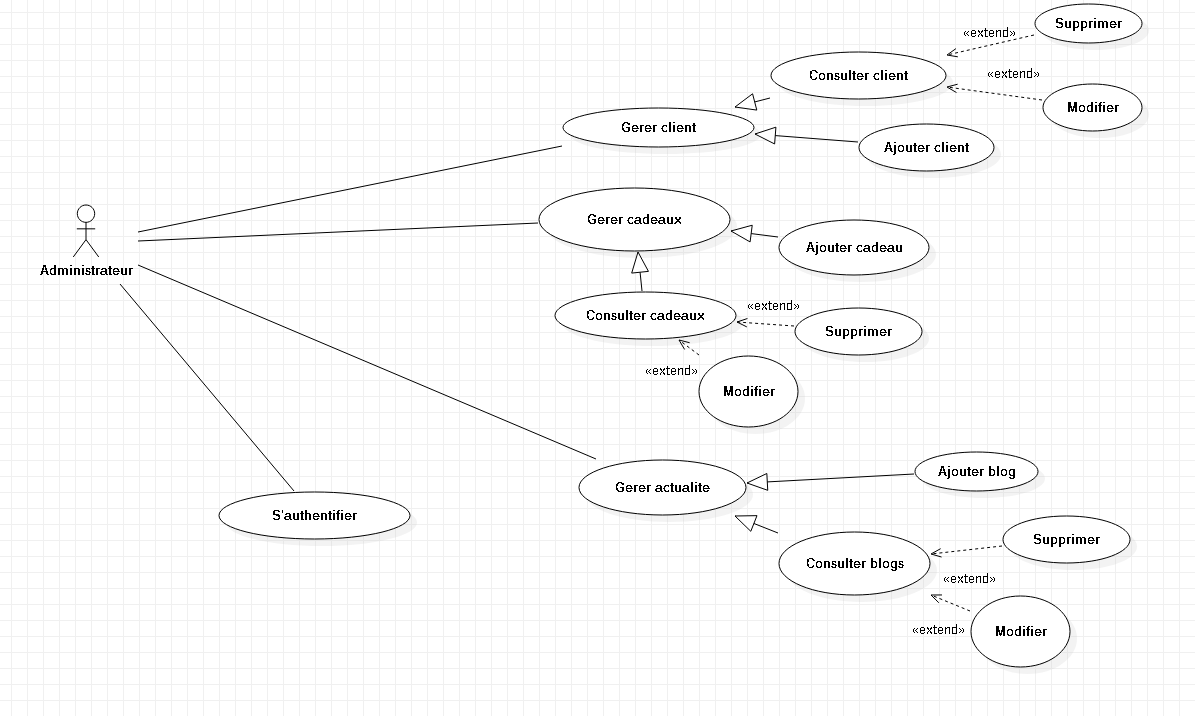 Supprimer
«extend»
Consulter client
«extend»
Modifier
Gerer client
Ajouter client
Gerer cadeaux
Ajouter cadeau
Administrateur
«extend»
Consulter cadeaux
Supprimer
«extend»
Modifier
Ajouter blog
Gerer actualite
S'authentifier
Supprimer
Consulter blogs
«extend»
«extend»
Modifier